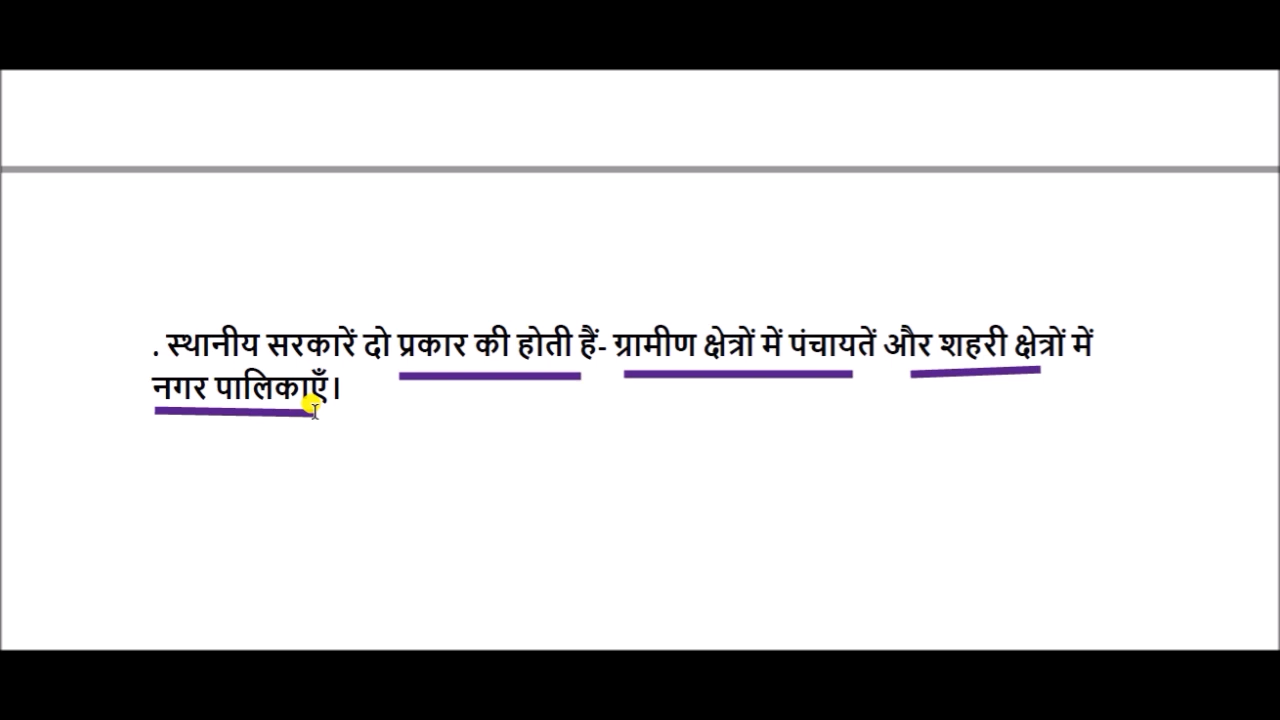 . स्थानीय सरकारें दो प्रकार की होती हैं- ग्रामीण क्षेत्रों में पंचायतें और शहरी क्षेत्रों में
नगर पालिकाएँ।